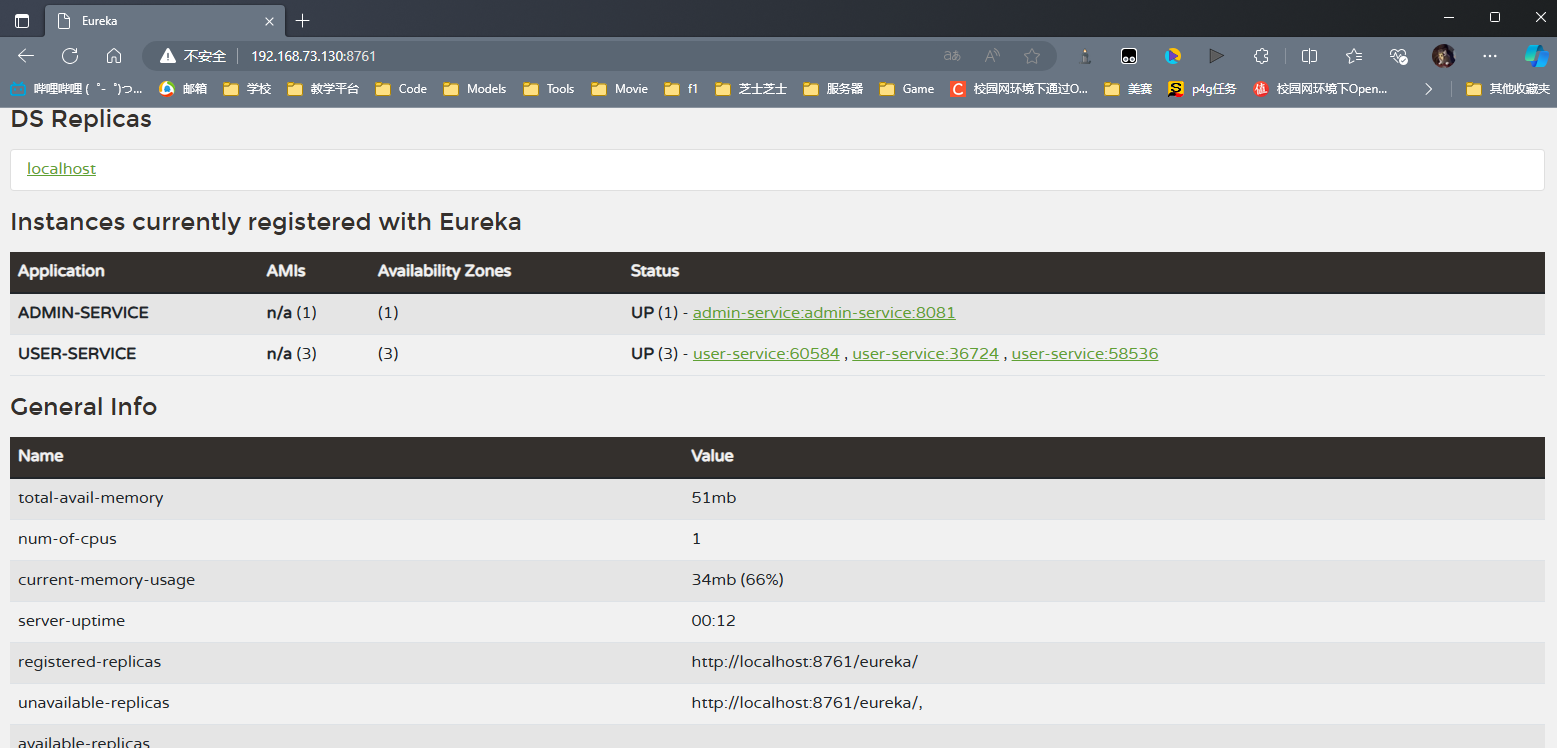 Eureka
不安全 192.168.73.130:8761
哔哩哔哩 (゜-゜)つ... 邮箱 学校 教学平台 Code Models Tools Movie f1 芝士芝士 服务器 Game 校园网环境下通过O... 美赛 p4g任务 校园网环境下Open... 其他收藏夹
DS Replicas
localhost
Instances currently registered with Eureka
Application AMIs Availability Zones Status
ADMIN-SERVICE n/a (1) (1) UP (1) - admin-service:admin-service:8081
USER-SERVICE n/a (3) (3) UP (3) - user-service:60584 , user-service:36724 , user-service:58536
General Info
Name Value
total-avail-memory 51mb
num-of-cpus 1
current-memory-usage 34mb (66%)
server-uptime 00:12
registered-replicas http://localhost:8761/eureka/
unavailable-replicas http://localhost:8761/eureka/,
available-replicas